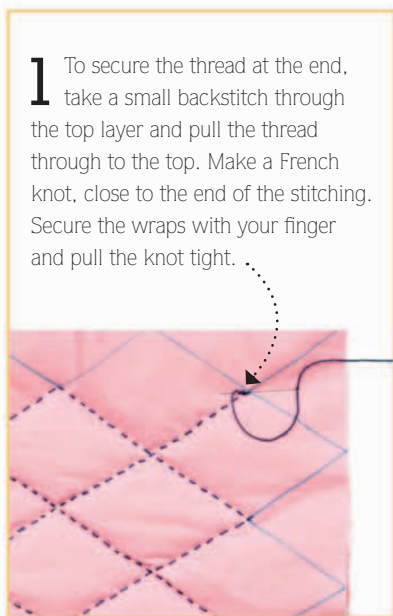 1 To secure the thread at the end,
take a small backstitch through
the top layer and pull the thread
through to the top. Make a French
knot, close to the end of the stitching.
Secure the wraps with your finger
and pull the knot tight.